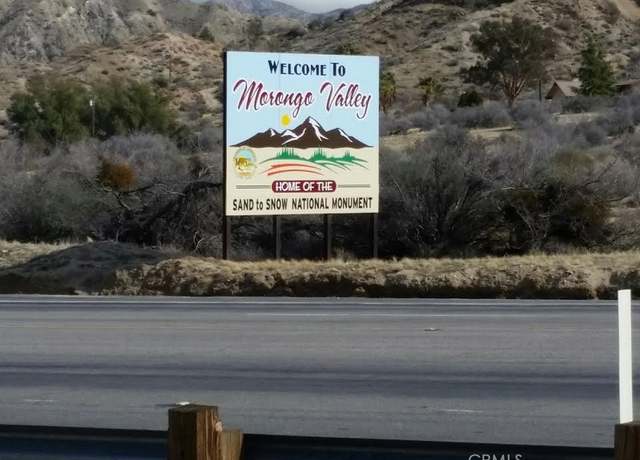 WELCOME TO
Morongo Valley
HOME OF THE
SAND to SNOW NATIONAL MONUMENT
CRMLS